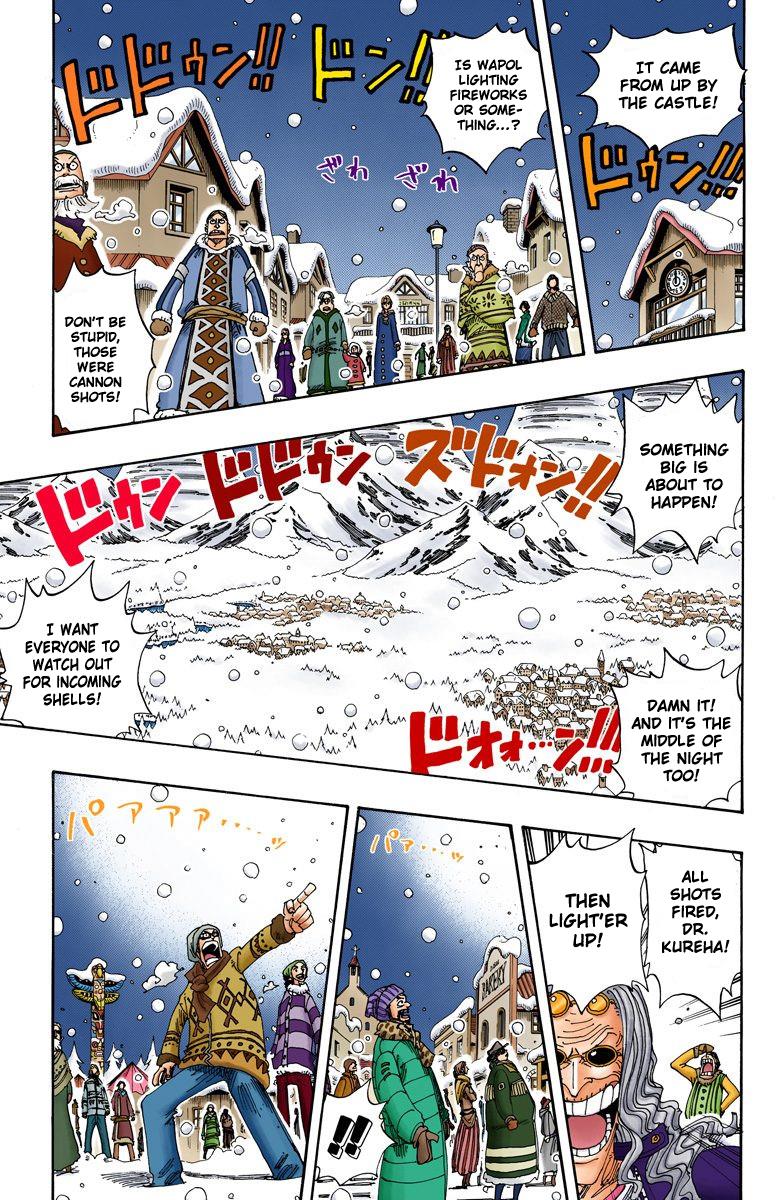 IT CAME
FROM UP BY
THE CASTLE!
ドゥン!!!
IS WAPOL
LIGHTING
FIREWORKS
OR SOME-
THING...?
ドン!!
ドドゥン!!
ざわ ざわ
DON'T BE
STUPID,
THOSE
WERE
CANNON
SHOTS!
SOMETHING
BIG IS
ABOUT TO
HAPPEN!
ズドォン!!
ドドゥン
ドゥン
I WANT
EVERYONE TO
WATCH OUT
FOR INCOMING
SHELLS!
DAMN IT!
AND IT'S THE
MIDDLE OF
THE NIGHT
TOO!
ドオォ…ン!!!
ALL
SHOTS
FIRED,
DR.
KUREHA!
THEN
LIGHT'ER
UP!
パァ……ッ
BAKERY
!!
パァァァ……ッ